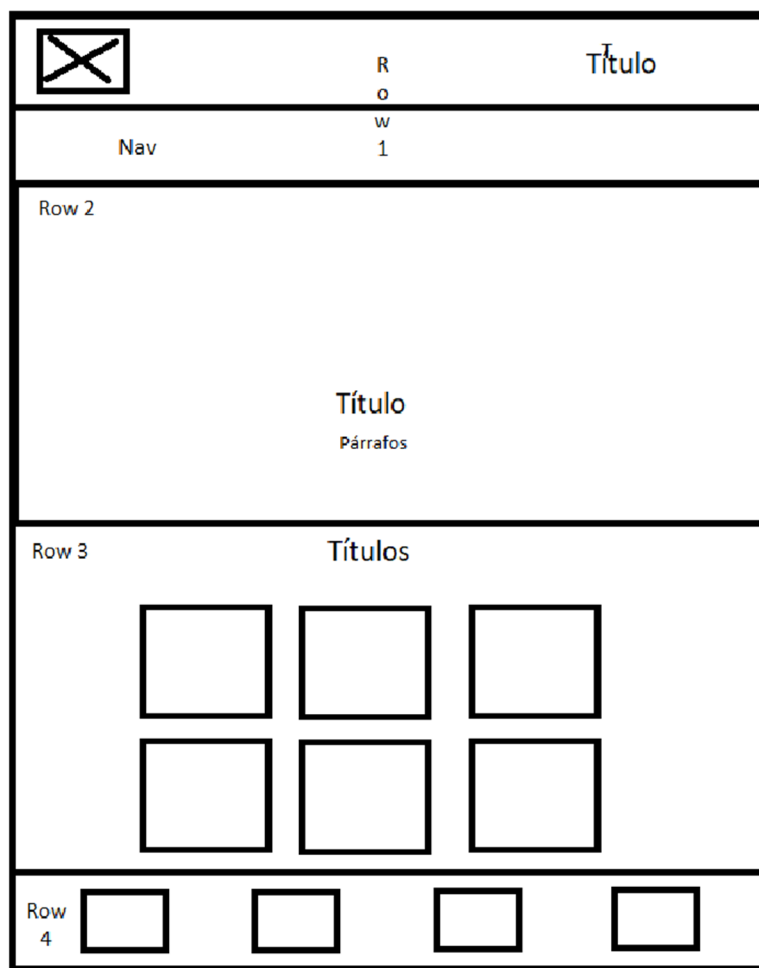 T
Título
R
o
w
1
Nav
Row 2
Título
Párrafos
Row 3
Títulos
Row
4